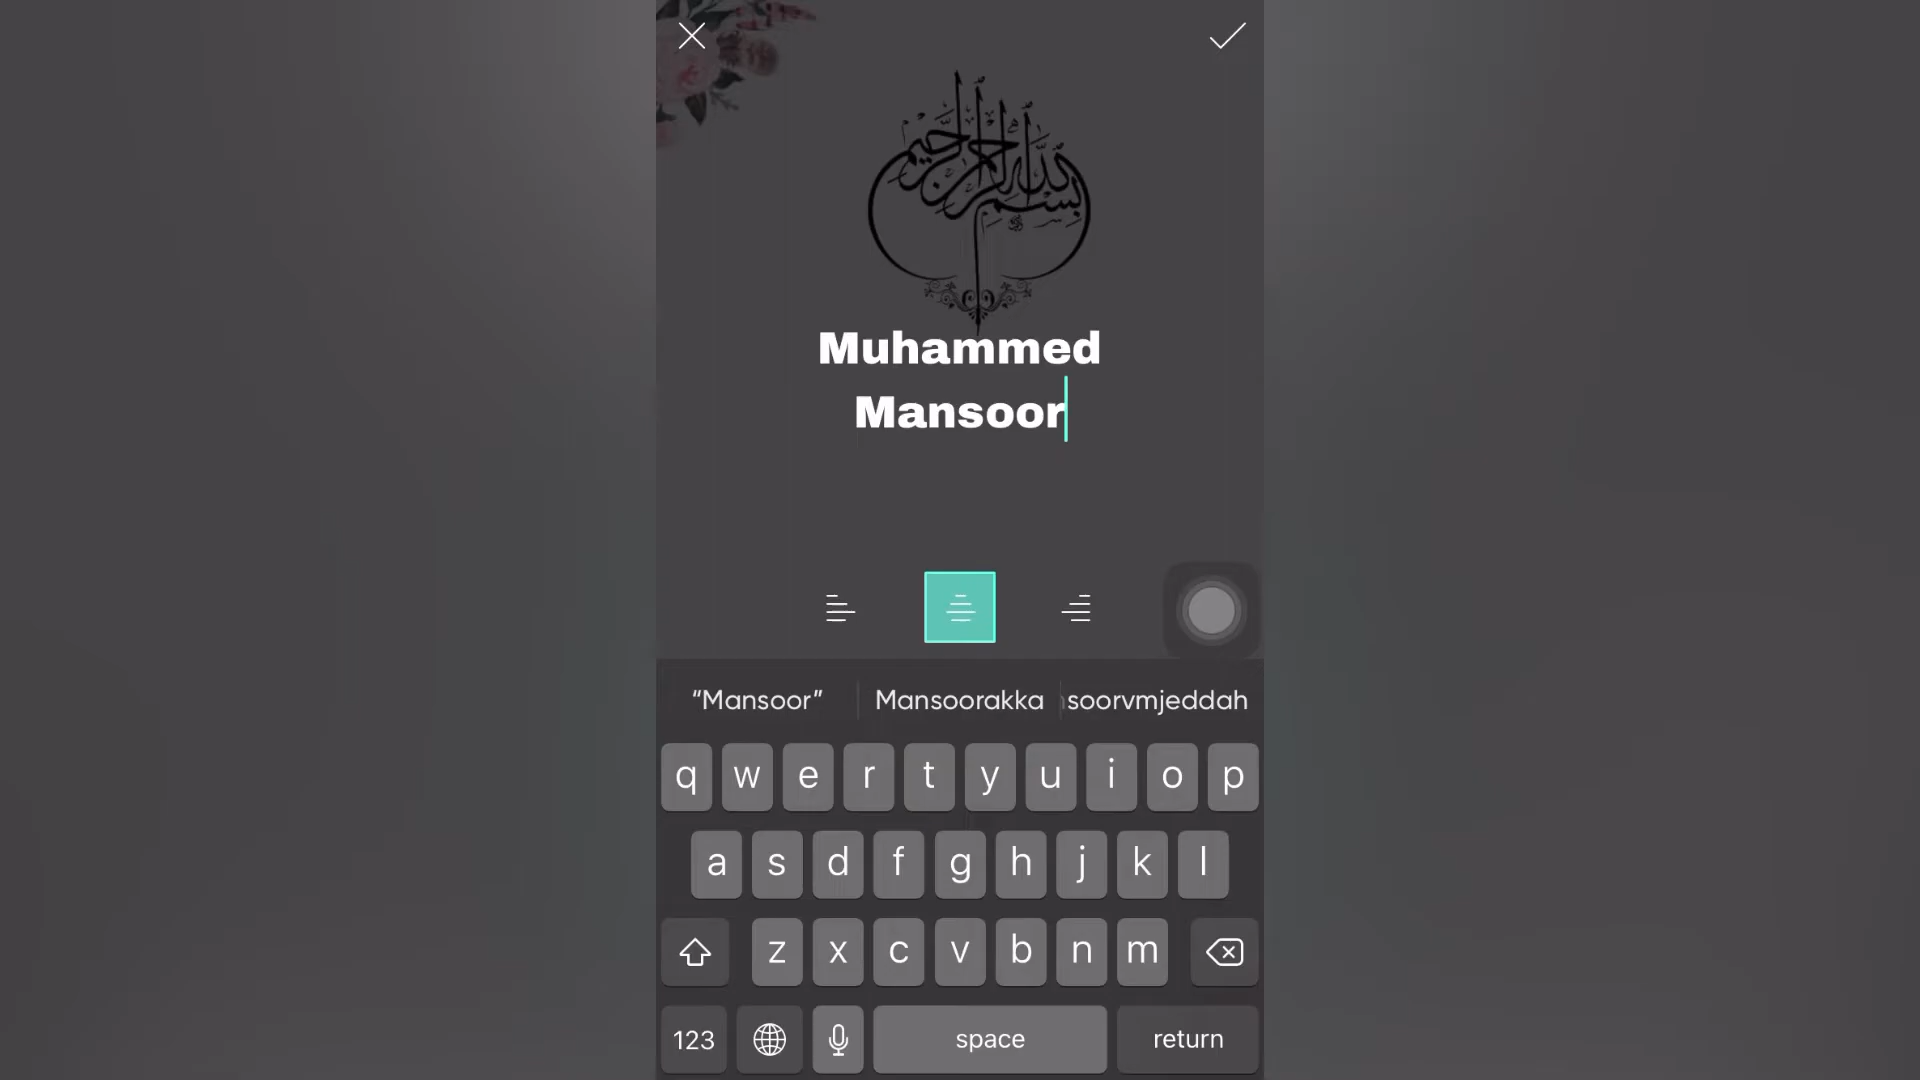 بسم الله الرحمن الرحيم
Muhammed
Mansoor
“Mansoor” Mansoorakka soorvmjeddah
q w e r t y u i o p
a s d f g h j k l
z x c v b n m
123 space return